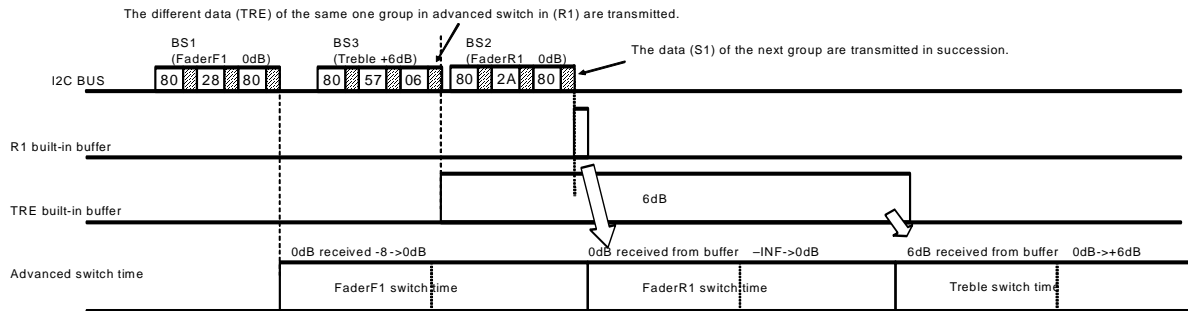 The different data (TRE) of the same one group in advanced switch in (R1) are transmitted.
BS1
(FaderF1 0dB)
BS3
(Treble +6dB)
BS2
(FaderR1 0dB)
The data (S1) of the next group are transmitted in succession.
I2C BUS
80 28 80
80 57 06
80 2A 80
R1 built-in buffer
TRE built-in buffer
6dB
0dB received -8->0dB
0dB received from buffer –INF->0dB
6dB received from buffer 0dB->+6dB
Advanced switch time
FaderF1 switch time
FaderR1 switch time
Treble switch time